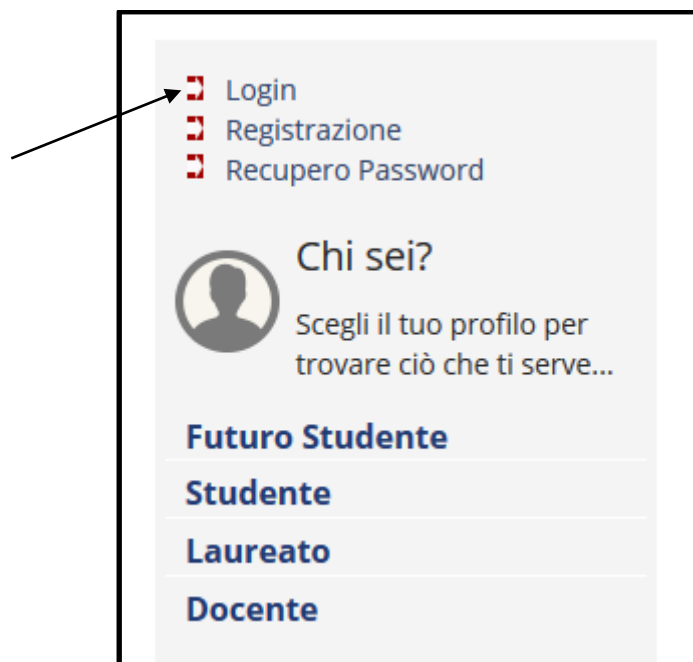 Login
Registrazione
Recupero Password
Chi sei?
Scegli il tuo profilo per
trovare ciò che ti serve...
Futuro Studente
Studente
Laureato
Docente